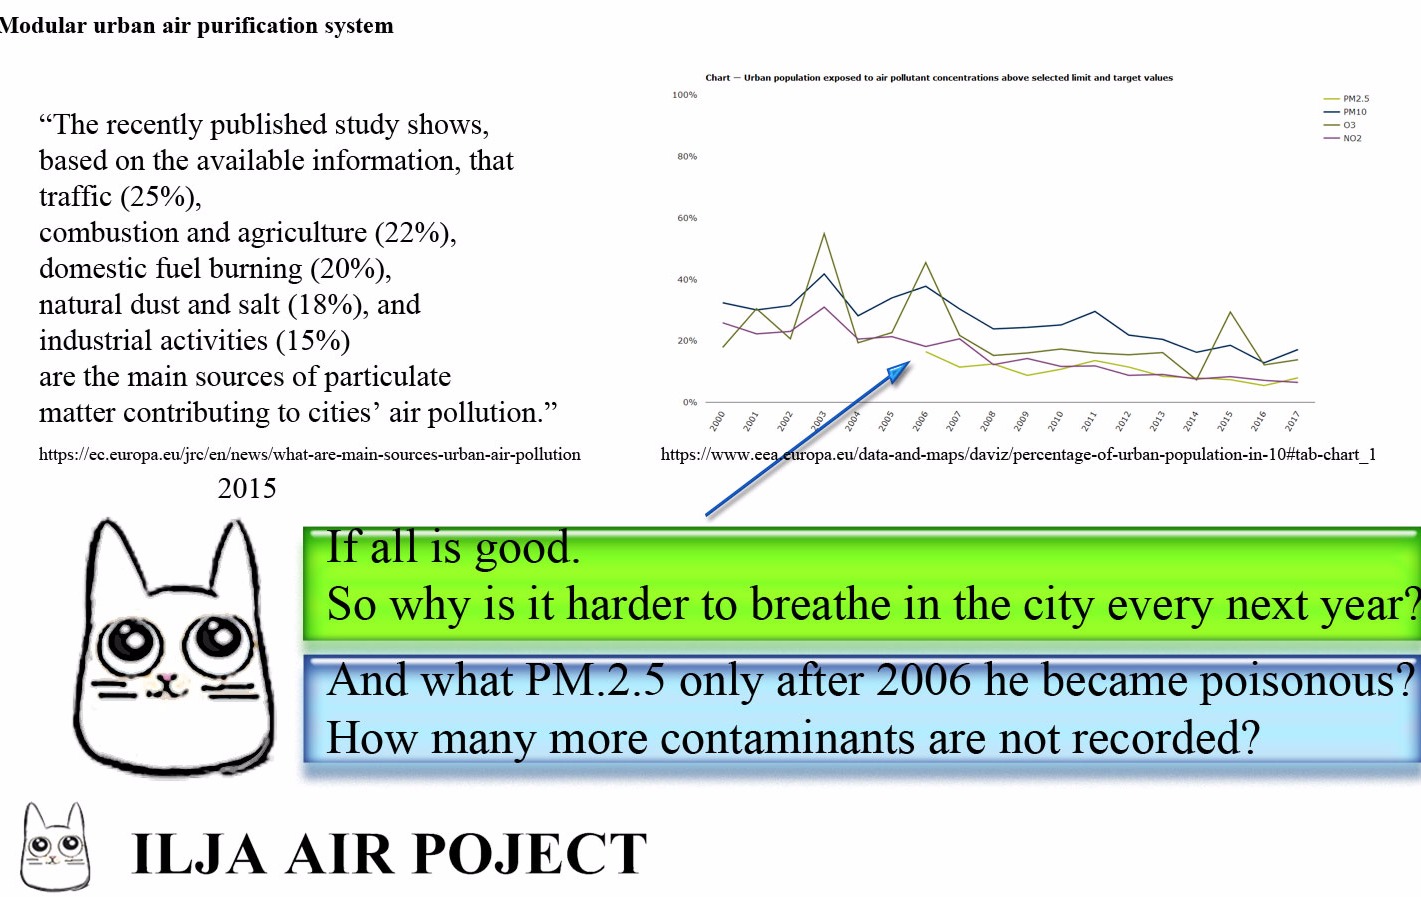 Modular urban air purification system
“The recently published study shows,
based on the available information, that
traffic (25%),
combustion and agriculture (22%),
domestic fuel burning (20%),
natural dust and salt (18%), and
industrial activities (15%)
are the main sources of particulate
matter contributing to cities’ air pollution.”
https://ec.europa.eu/jrc/en/news/what-are-main-sources-urban-air-pollution
2015
Chart — Urban population exposed to air pollutant concentrations above selected limit and target values
100%
80%
60%
40%
20%
0%
2000 2001 2002 2003 2004 2005 2006 2007 2008 2009 2010 2011 2012 2013 2014 2015 2016 2017
PM2.5
PM10
O3
NO2
https://www.eea.europa.eu/data-and-maps/daviz/percentage-of-urban-population-in-10#tab-chart_1
If all is good.
So why is it harder to breathe in the city every next year?
And what PM.2.5 only after 2006 he became poisonous?
How many more contaminants are not recorded?
ILJA AIR POJECT